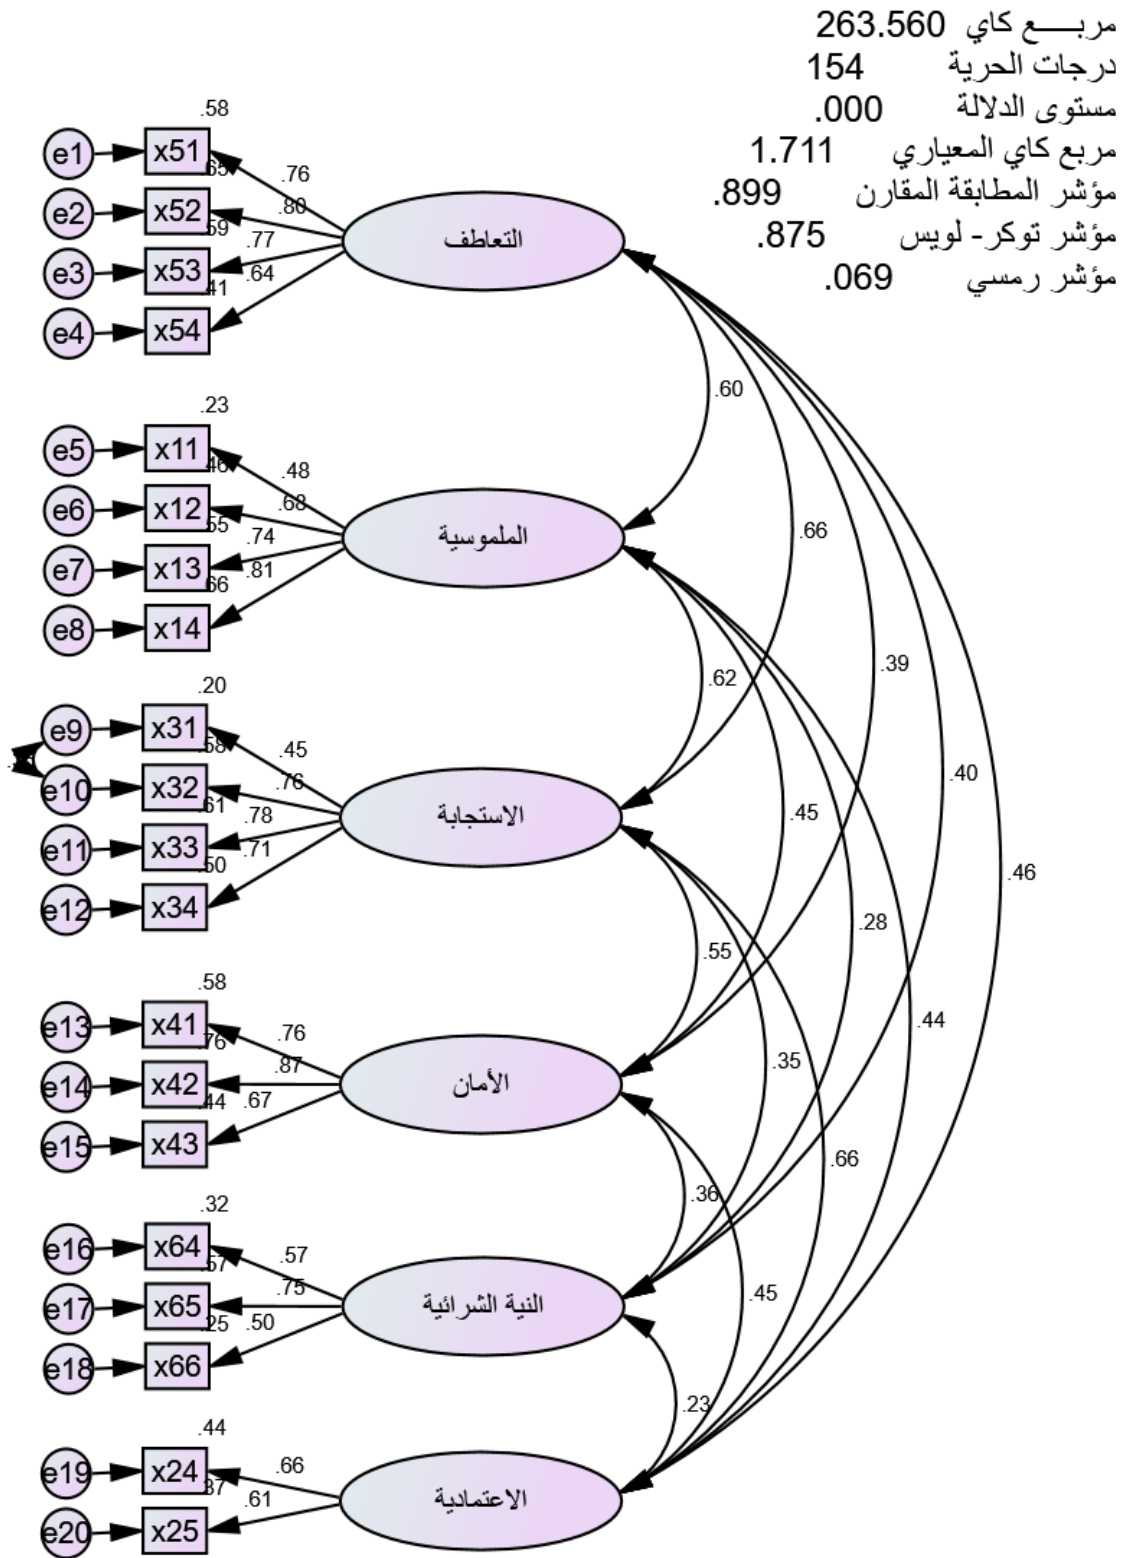 مربـــع كاي 263.560
درجات الحرية 154
مستوى الدلالة .000
مربع كاي المعياري 1.711
مؤشر المطابقة المقارن .899
مؤشر توكر- لويس .875
مؤشر رمسي .069
.58
e1 x51 .76
.65
e2 x52 .80
.59
التعاطف
e3 x53 .77
.41
.64
e4 x54
.60
.23
e5 x11 .48
.46
e6 x12 .68
.55
الملموسية
.66
e7 x13 .74
.66
.81
e8 x14
.62
.39
.20
e9 x31 .45
.58
e10 x32 .76
.61
الاستجابة
.40
.45
e11 x33 .78
.50
.71
e12 x34
.46
.28
.55
.58
e13 x41 .76
.76
e14 x42 .87
الأمان
.44
.67
e15 x43
.44
.35
.66
.36
.32
e16 x64 .57
.57
e17 x65 .75
النية الشرائية
.25
.50
e18 x66
.45
.23
.44
e19 x24 .66
.37
الاعتمادية
.61
e20 x25